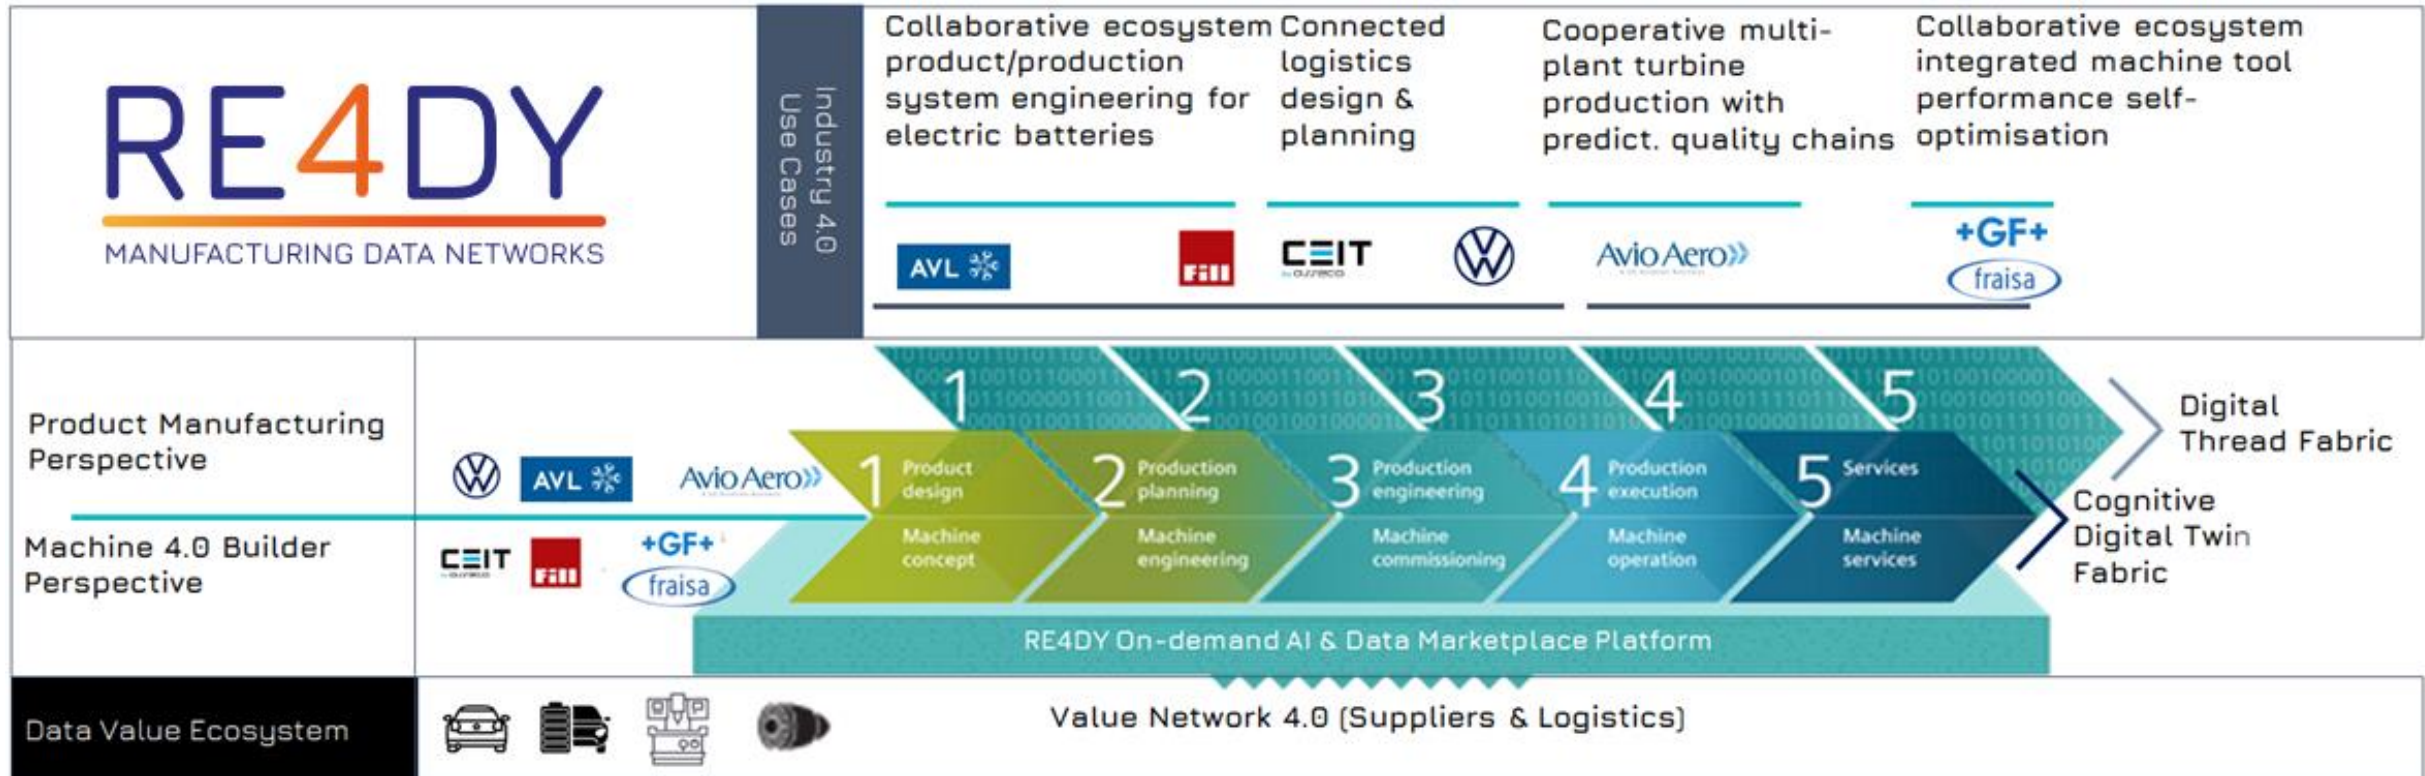 RE4DY
MANUFACTURING DATA NETWORKS
Industry 4.0
Use Cases
Collaborative ecosystem
product/production
system engineering for
electric batteries
Connected
logistics
design &
planning
Cooperative multi-
plant turbine
production with
predict. quality chains
Collaborative ecosystem
integrated machine tool
performance self-
optimisation
AVL
Fill
CEIT
by asseco
VW
Avio Aero
+GF+
fraisa
Product Manufacturing
Perspective
VW
AVL
Avio Aero
Machine 4.0 Builder
Perspective
CEIT
Fill
+GF+
fraisa
1
2
3
4
5
1 Product
design
2 Production
planning
3 Production
engineering
4 Production
execution
5 Services
Machine
concept
Machine
engineering
Machine
commissioning
Machine
operation
Machine
services
Digital
Thread Fabric
Cognitive
Digital Twin
Fabric
RE4DY On-demand AI & Data Marketplace Platform
Data Value Ecosystem
Value Network 4.0 (Suppliers & Logistics)